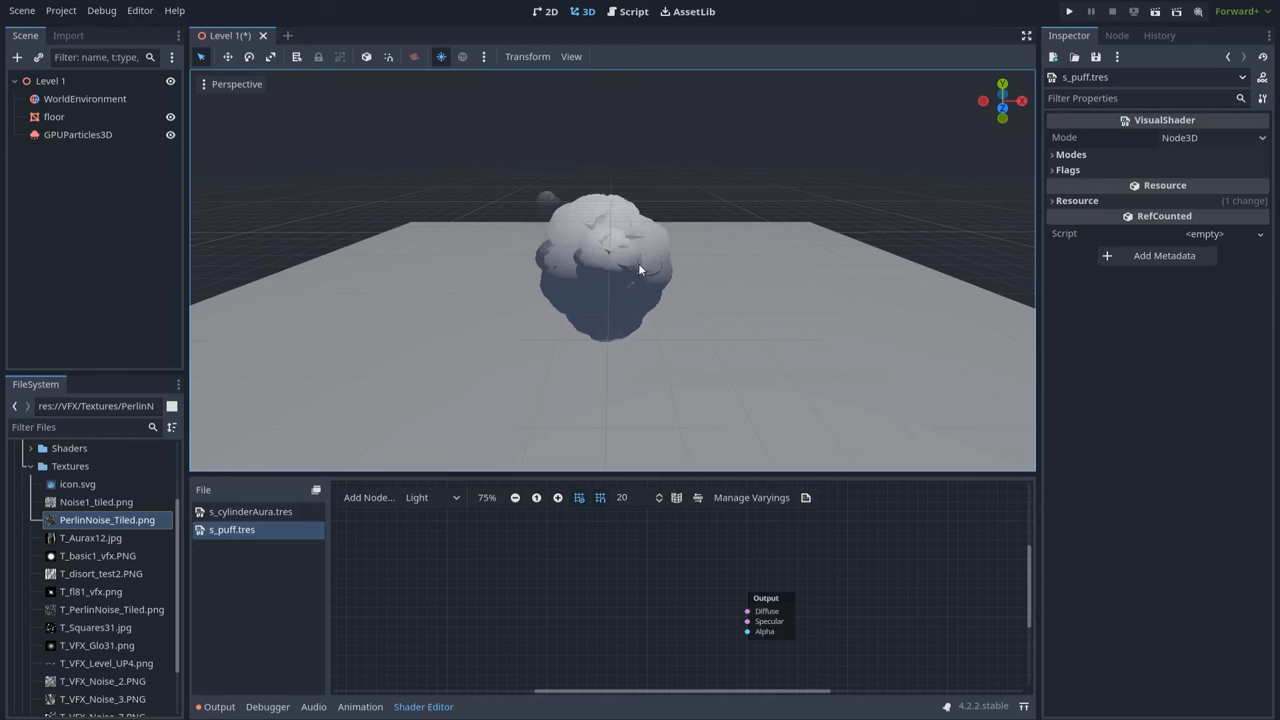 Scene Project Debug Editor Help 2D 3D Script AssetLib Forward+
Scene Import
Level 1(*)
Inspector Node History
Filter: name, t:type,
Transform View
s_puff.tres
Level 1
Perspective
Y
X
Z
Filter Properties
WorldEnvironment
floor
GPUParticles3D
VisualShader
Mode Node3D
Modes
Flags
Resource
Resource (1 change)
RefCounted
Script <empty>
Add Metadata
FileSystem
res://VFX/Textures/PerlinN
Filter Files
Shaders
Textures
icon.svg
Noise1_tiled.png
PerlinNoise_Tiled.png
T_Aurax12.jpg
T_basic1_vfx.PNG
T_disort_test2.PNG
T_fl81_vfx.png
T_PerlinNoise_Tiled.png
T_Squares31.jpg
T_VFX_Glo31.png
T_VFX_Level_UP4.png
T_VFX_Noise_2.PNG
T_VFX_Noise_3.PNG
File
s_cylinderAura.tres
s_puff.tres
Add Node... Light 75% 1 20 Manage Varyings
Output
Diffuse
Specular
Alpha
Output Debugger Audio Animation Shader Editor 4.2.2.stable